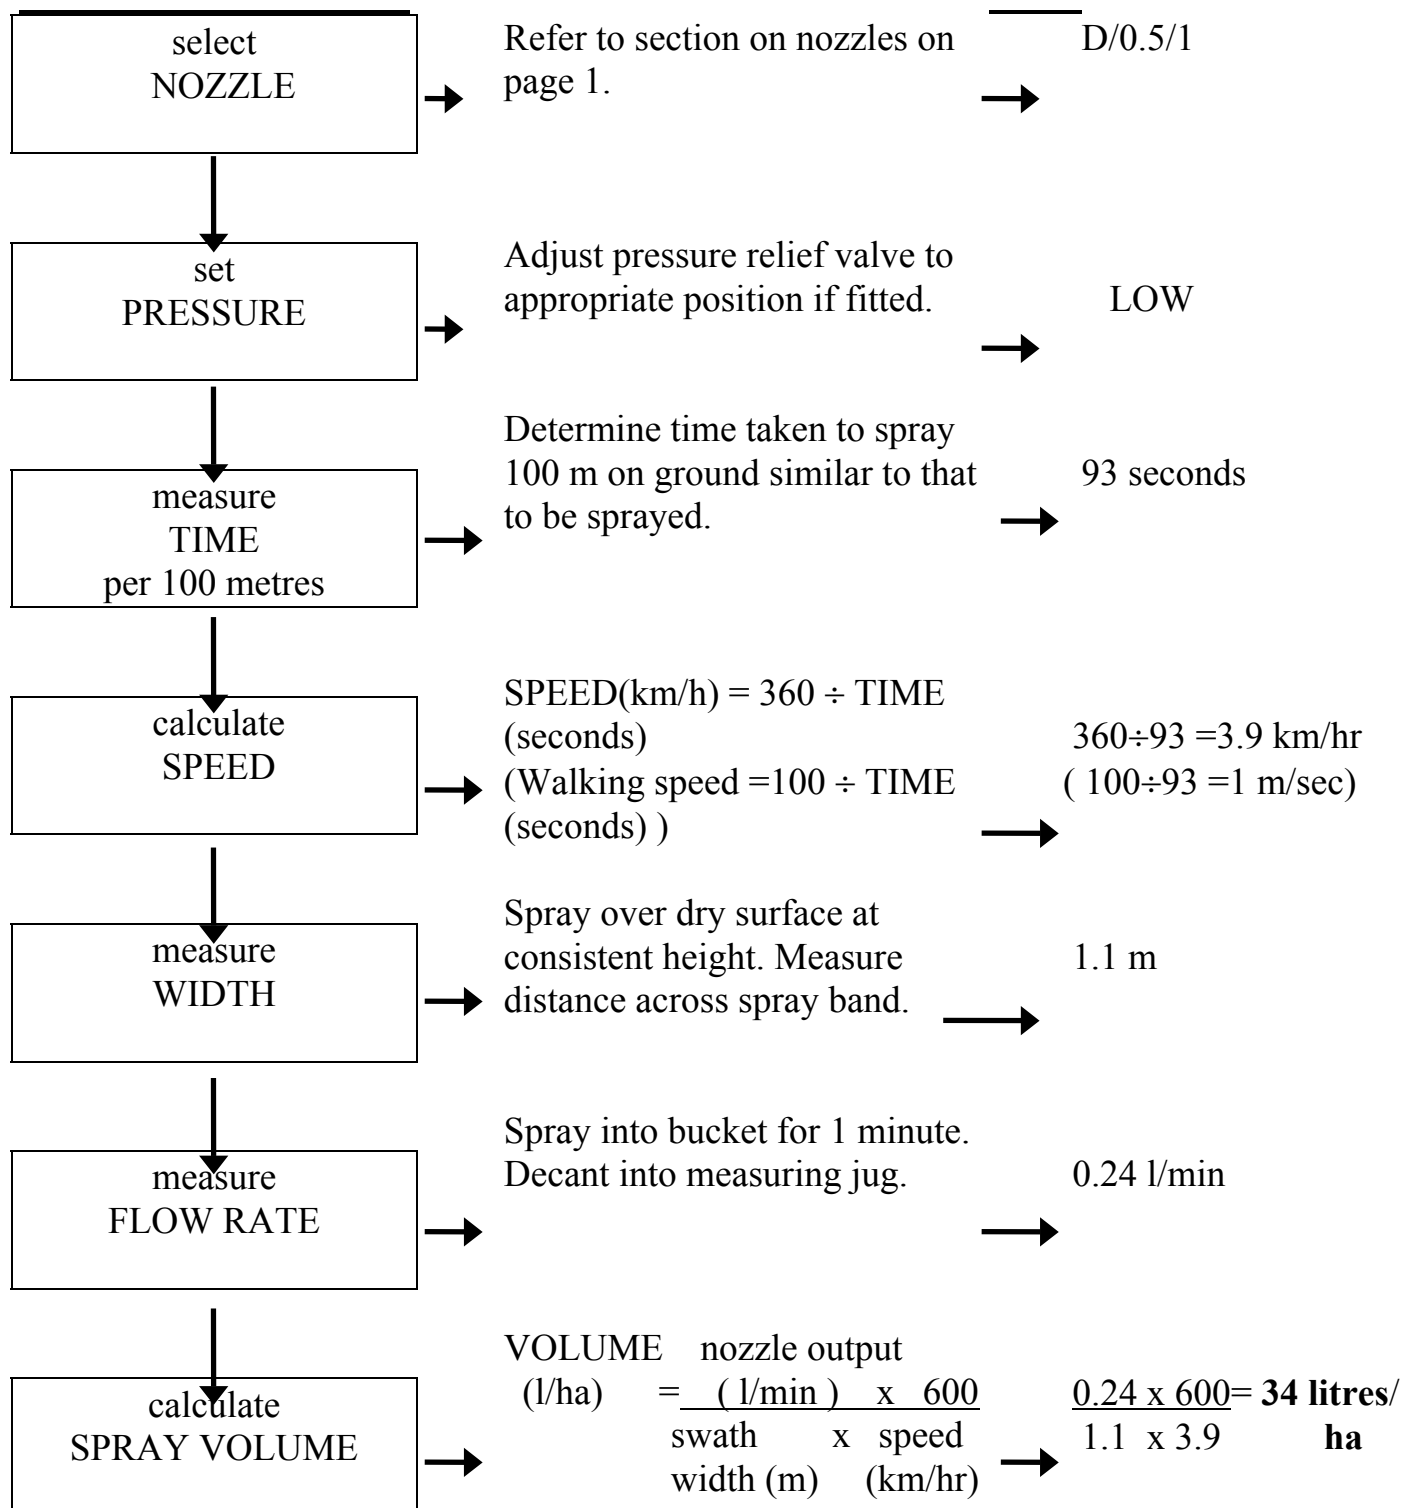 select
NOZZLE
Refer to section on nozzles on
page 1.
D/0.5/1
set
PRESSURE
Adjust pressure relief valve to
appropriate position if fitted.
LOW
measure
TIME
per 100 metres
Determine time taken to spray
100 m on ground similar to that
to be sprayed.
93 seconds
calculate
SPEED
SPEED(km/h) = 360 ÷ TIME
(seconds)
(Walking speed =100 ÷ TIME
(seconds) )
360÷93 =3.9 km/hr
( 100÷93 =1 m/sec)
measure
WIDTH
Spray over dry surface at
consistent height. Measure
distance across spray band.
1.1 m
measure
FLOW RATE
Spray into bucket for 1 minute.
Decant into measuring jug.
0.24 l/min
calculate
SPRAY VOLUME
VOLUME nozzle output
(l/ha) = ( l/min ) x 600
swath x speed
width (m) (km/hr)
0.24 x 600= 34 litres/
1.1 x 3.9 ha